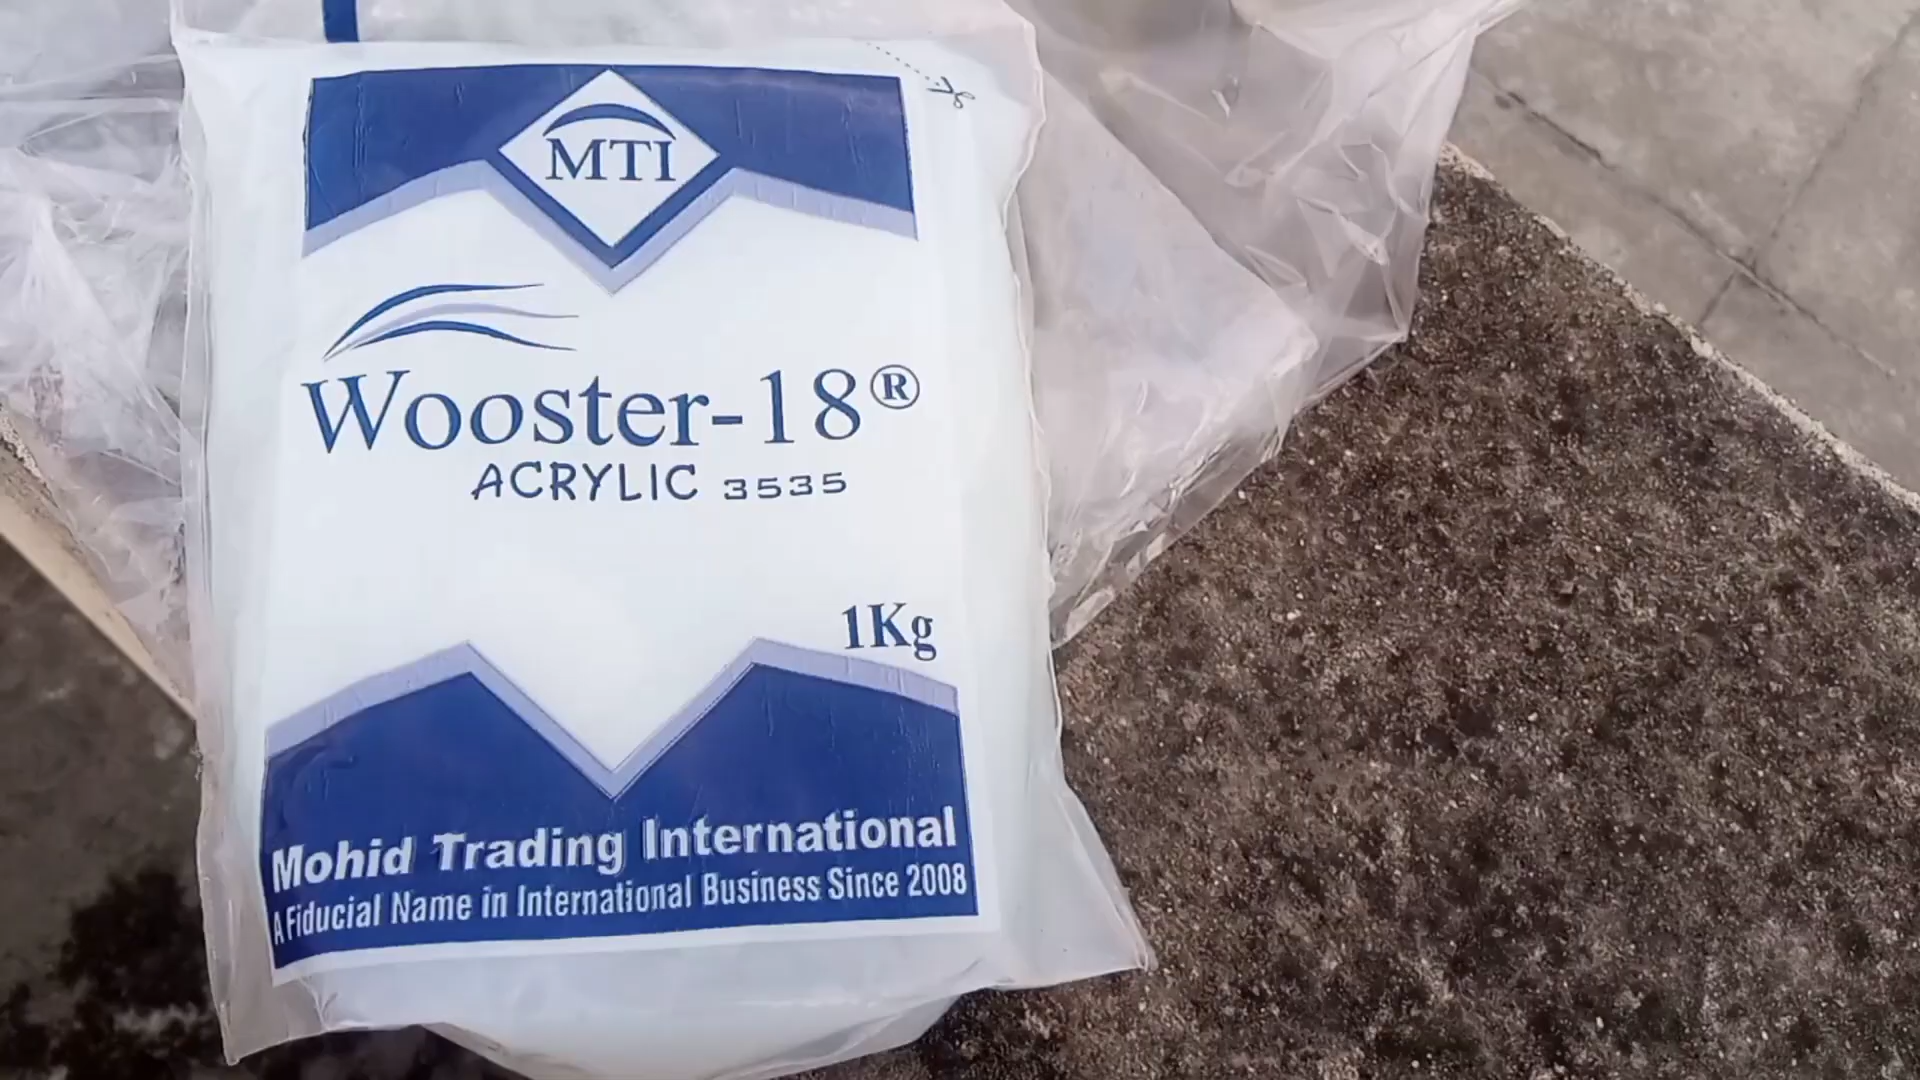 MTI
Wooster-18®
ACRYLIC 3535
1Kg
Mohid Trading International
A Fiducial Name in International Business Since 2008